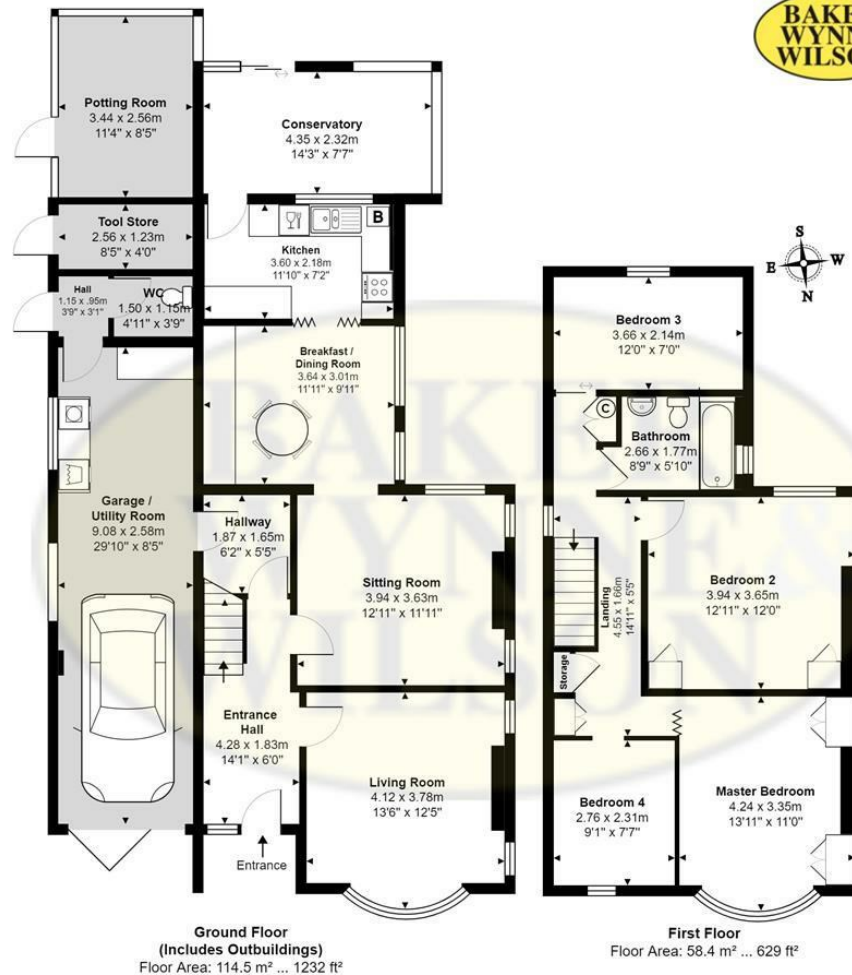 BAKE
WYNN
WILSO
Potting Room
3.44 x 2.56m
11'4" x 8'5"
Conservatory
4.35 x 2.32m
14'3" x 7'7"
Tool Store
2.56 x 1.23m
8'5" x 4'0"
Kitchen
3.60 x 2.18m
11'10" x 7'2"
B
Hall
1.15 x .95m
3'9" x 3'1"
WC
1.50 x 1.15m
4'11" x 3'9"
Breakfast /
Dining Room
3.64 x 3.01m
11'11" x 9'11"
Garage /
Utility Room
9.08 x 2.58m
29'10" x 8'5"
Hallway
1.87 x 1.65m
6'2" x 5'5"
Sitting Room
3.94 x 3.63m
12'11" x 11'11"
Entrance
Hall
4.28 x 1.83m
14'1" x 6'0"
Living Room
4.12 x 3.78m
13'6" x 12'5"
Entrance
Ground Floor
(Includes Outbuildings)
Floor Area: 114.5 m² ... 1232 ft²
S
E W
N
Bedroom 3
3.66 x 2.14m
12'0" x 7'0"
C
Bathroom
2.66 x 1.77m
8'9" x 5'10"
Landing
4.55 x 1.66m
14'11" x 5'5"
Bedroom 2
3.94 x 3.65m
12'11" x 12'0"
Storage
Bedroom 4
2.76 x 2.31m
9'1" x 7'7"
Master Bedroom
4.24 x 3.35m
13'11" x 11'0"
First Floor
Floor Area: 58.4 m² ... 629 ft²
BAKER
WYNNE &
WILSON